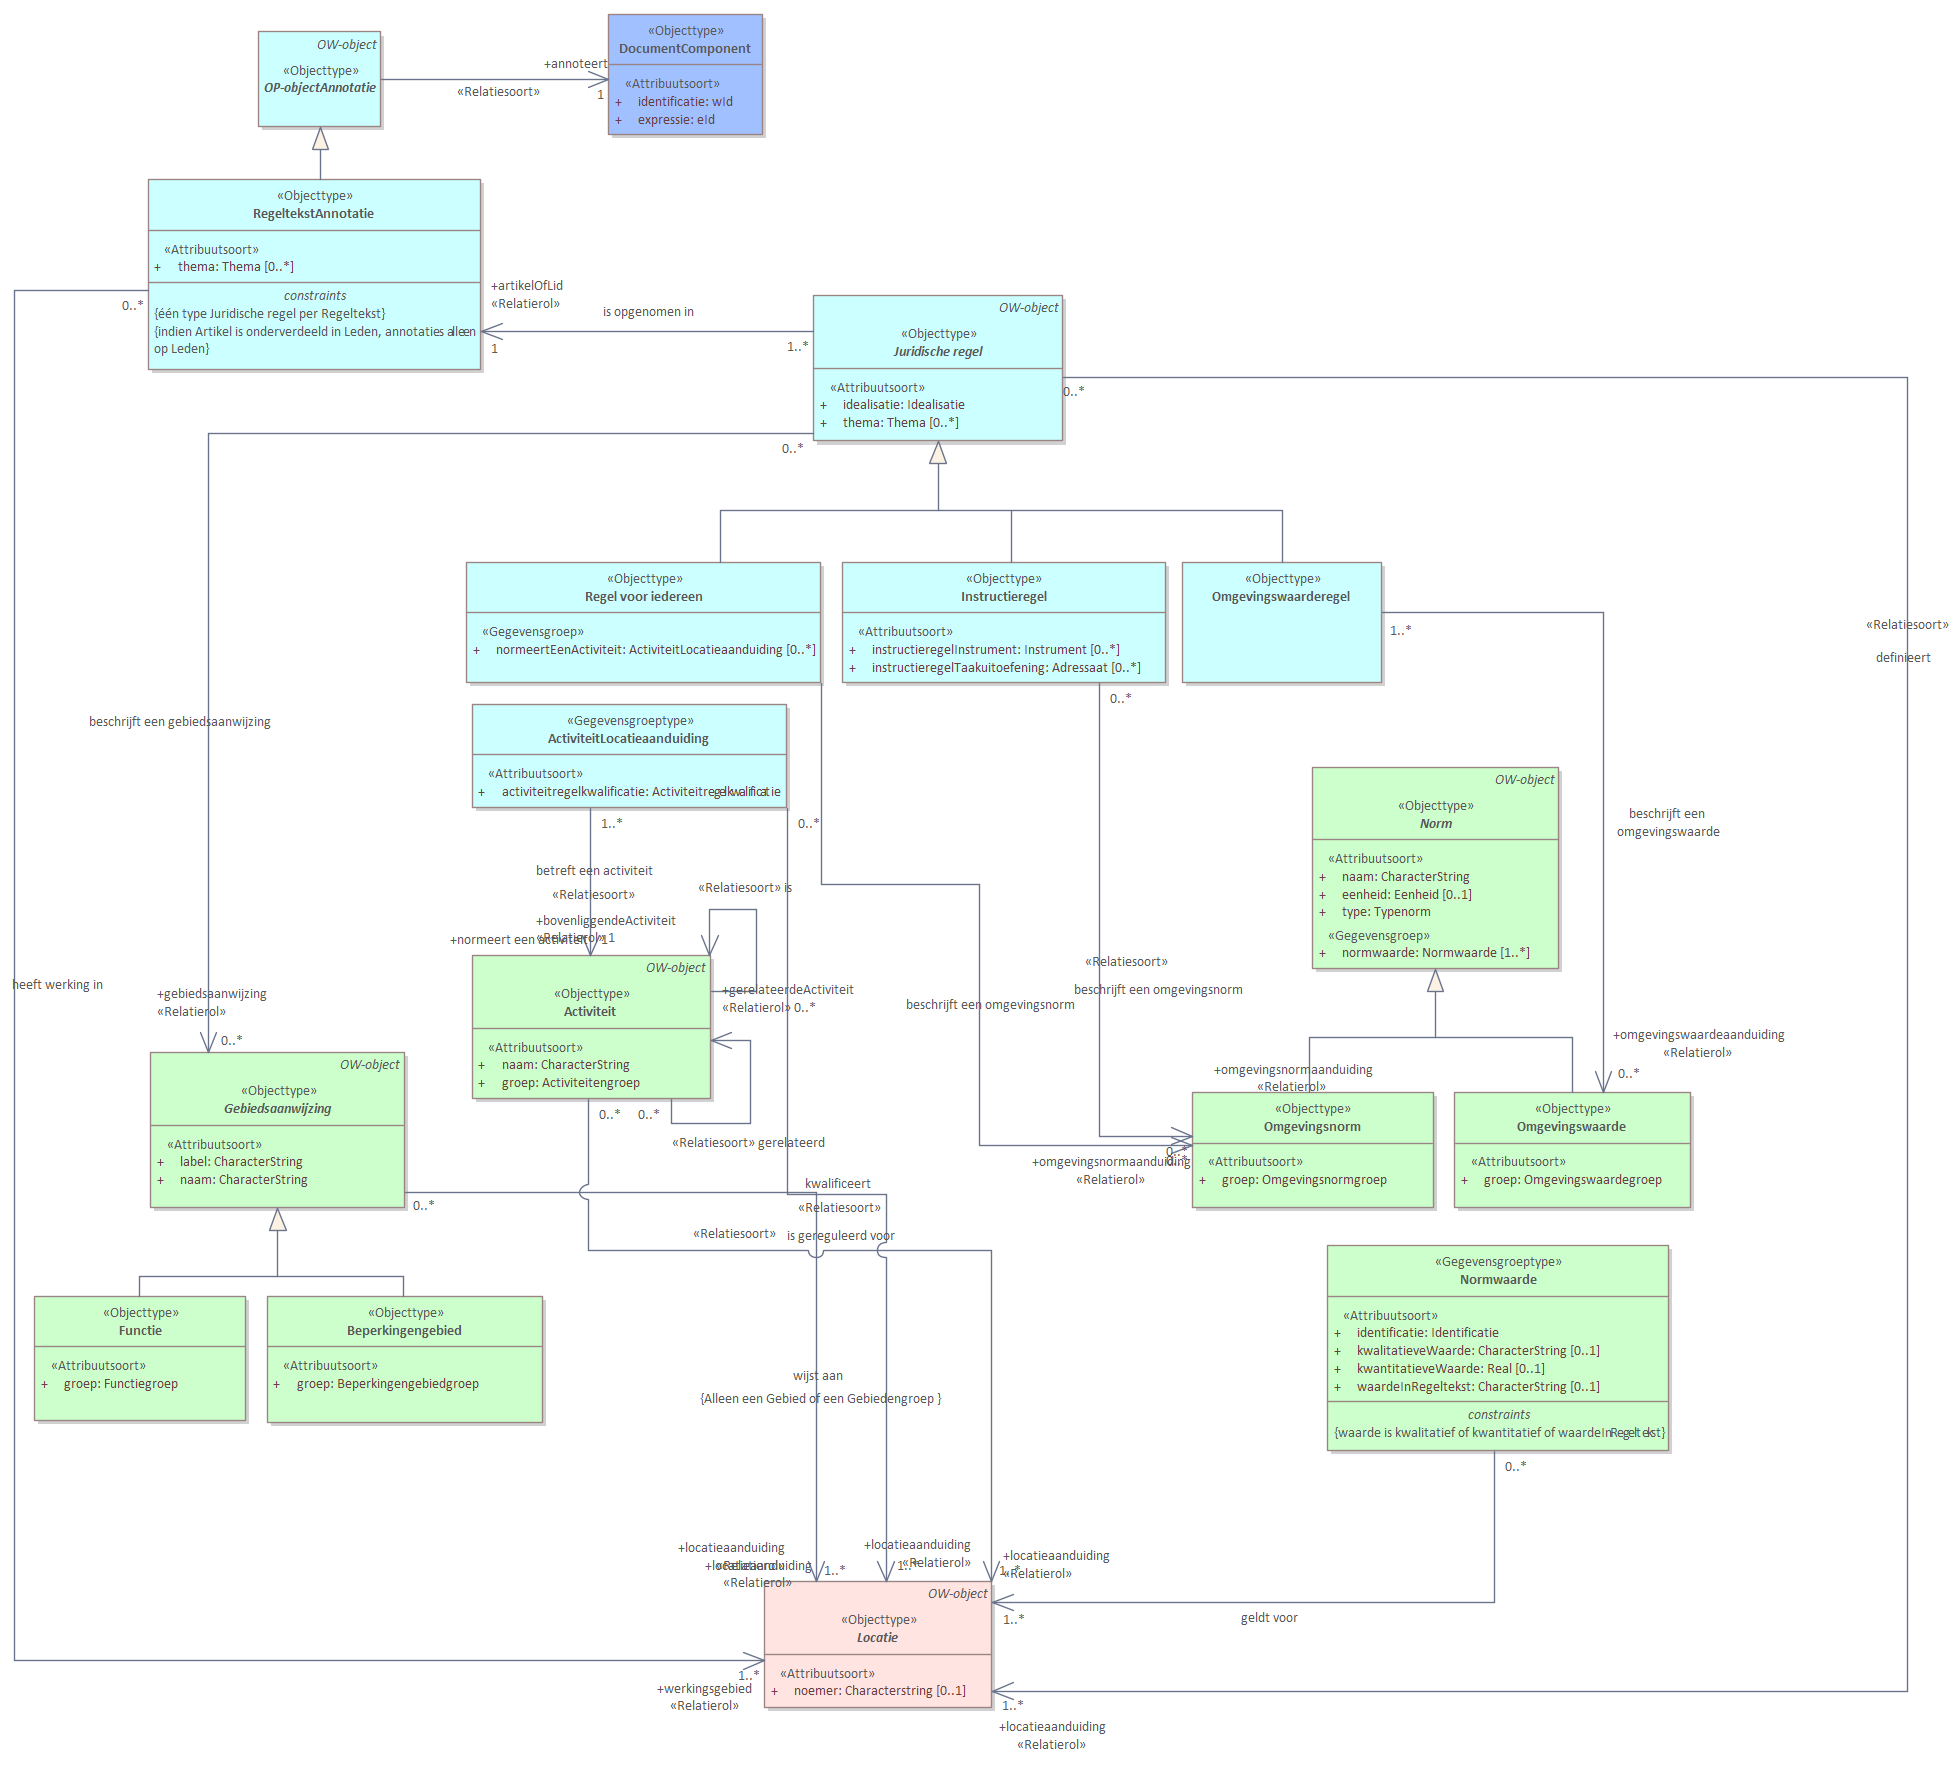 OW-object
«Objecttype»
OP-objectAnnotatie
«Objecttype»
DocumentComponent
«Attribuutsoort»
+ identificatie: wId
+ expressie: eId
+annoteert
«Relatiesoort»
1
«Objecttype»
RegeltekstAnnotatie
«Attribuutsoort»
+ thema: Thema [0..*]
constraints
{één type Juridische regel per Regeltekst}
{indien Artikel is onderverdeeld in Leden, annotaties alleen
op Leden}
0..*
+artikelOfLid
«Relatierol»
1
is opgenomen in
1..*
OW-object
«Objecttype»
Juridische regel
«Attribuutsoort»
+ idealisatie: Idealisatie
+ thema: Thema [0..*]
0..*
0..*
«Relatiesoort»
definieert
«Objecttype»
Regel voor iedereen
«Gegevensgroep»
+ normeertEenActiviteit: ActiviteitLocatieaanduiding [0..*]
«Objecttype»
Instructieregel
«Attribuutsoort»
+ instructieregelInstrument: Instrument [0..*]
+ instructieregelTaakuitoefening: Adressaat [0..*]
0..*
«Objecttype»
Omgevingswaarderegel
1..*
beschrijft een gebiedsaanwijzing
«Gegevensgroeptype»
ActiviteitLocatieaanduiding
«Attribuutsoort»
+ activiteitregelkwalificatie: Activiteitregelkwalificatie
1..*
0..*
betreft een activiteit
«Relatiesoort»
«Relatiesoort» is
+bovenliggendeActiviteit
«Relatierol» 1
+normeert een activiteit 1
OW-object
«Objecttype»
Norm
«Attribuutsoort»
+ naam: CharacterString
+ eenheid: Eenheid [0..1]
+ type: Typenorm
«Gegevensgroep»
+ normwaarde: Normwaarde [1..*]
beschrijft een
omgevingswaarde
heeft werking in
+gebiedsaanwijzing
«Relatierol»
0..*
OW-object
«Objecttype»
Activiteit
«Attribuutsoort»
+ naam: CharacterString
+ groep: Activiteitengroep
+gerelateerdeActiviteit
«Relatierol» 0..*
0..*
0..*
«Relatiesoort» gerelateerd
beschrijft een omgevingsnorm
«Relatiesoort»
beschrijft een omgevingsnorm
+omgevingswaardeaanduiding
«Relatierol»
0..*
+omgevingsnormaanduiding
«Relatierol»
OW-object
«Objecttype»
Gebiedsaanwijzing
«Attribuutsoort»
+ label: CharacterString
+ naam: CharacterString
0..*
«Objecttype»
Omgevingsnorm
«Attribuutsoort»
+ groep: Omgevingsnormgroep
0..*
0..*
+omgevingsnormaanduiding
«Relatierol»
«Objecttype»
Omgevingswaarde
«Attribuutsoort»
+ groep: Omgevingswaardegroep
kwalificeert
«Relatiesoort»
«Relatiesoort» is gereguleerd voor
«Objecttype»
Functie
«Attribuutsoort»
+ groep: Functiegroep
«Objecttype»
Beperkingengebied
«Attribuutsoort»
+ groep: Beperkingengebiedgroep
«Gegevensgroeptype»
Normwaarde
«Attribuutsoort»
+ identificatie: Identificatie
+ kwalitatieveWaarde: CharacterString [0..1]
+ kwantitatieveWaarde: Real [0..1]
+ waardeInRegeltekst: CharacterString [0..1]
constraints
{waarde is kwalitatief of kwantitatief of waardeInRegeltekst}
0..*
wijst aan
{Alleen een Gebied of een Gebiedengroep }
+locatieaanduiding
«Relatierol»
+locatieaanduiding
«Relatierol»
1..*
+locatieaanduiding
«Relatierol»
1..*
+locatieaanduiding
«Relatierol»
1..*
OW-object
«Objecttype»
Locatie
«Attribuutsoort»
+ noemer: Characterstring [0..1]
1..*
geldt voor
1..*
+werkingsgebied
«Relatierol»
1..*
+locatieaanduiding
«Relatierol»